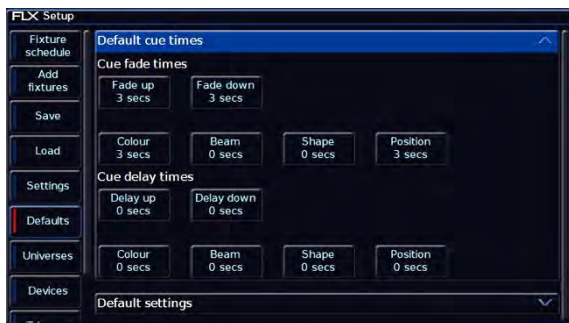 FLX Setup
Fixture
schedule
Add
fixtures
Save
Load
Settings
Defaults
Universes
Devices
Default cue times
Cue fade times
Fade up
3 secs
Fade down
3 secs
Colour
3 secs
Beam
0 secs
Shape
0 secs
Position
3 secs
Cue delay times
Delay up
0 secs
Delay down
0 secs
Colour
0 secs
Beam
0 secs
Shape
0 secs
Position
0 secs
Default settings